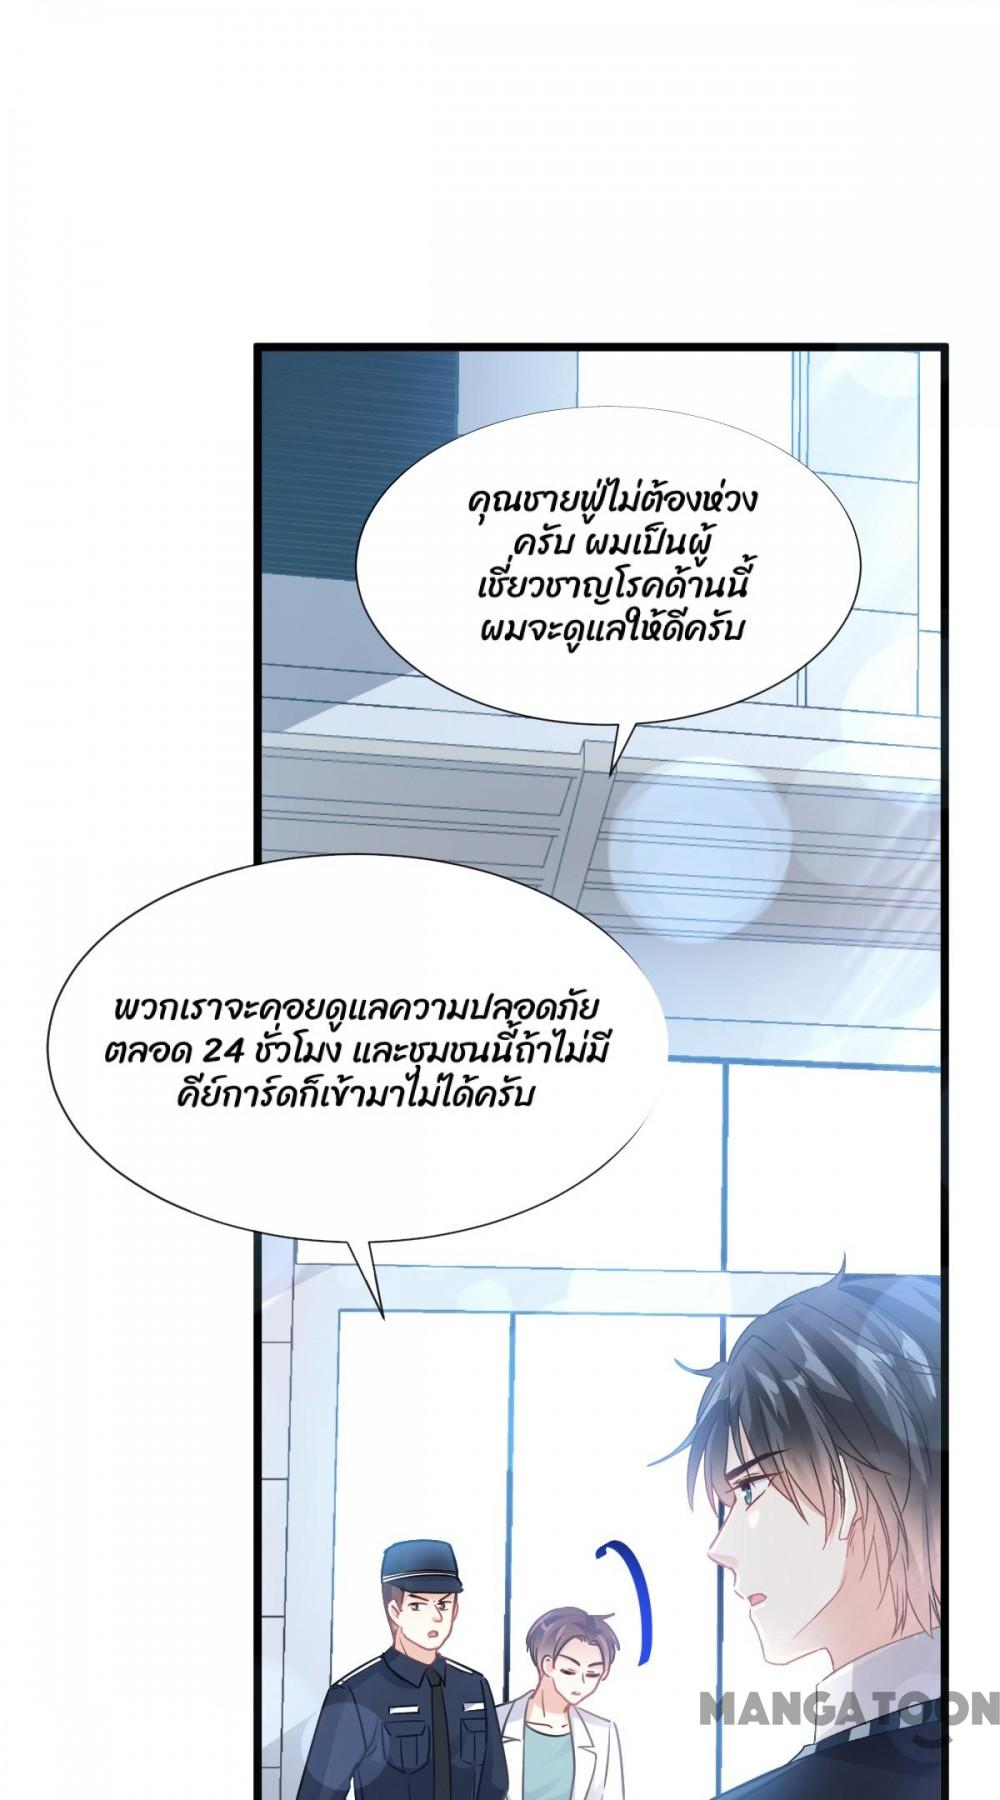 คุณชายฟู่ไม่ต้องห่วง
ครับ ผมเป็นผู้
เชี่ยวชาญโรคด้านนี้
ผมจะดูแลให้ดีครับ
พวกเราจะคอยดูแลความปลอดภัย
ตลอด 24 ชั่วโมง และชุมชนนี้ถ้าไม่มี
คีย์การ์ดก็เข้ามาไม่ได้ครับ
MANGATOON